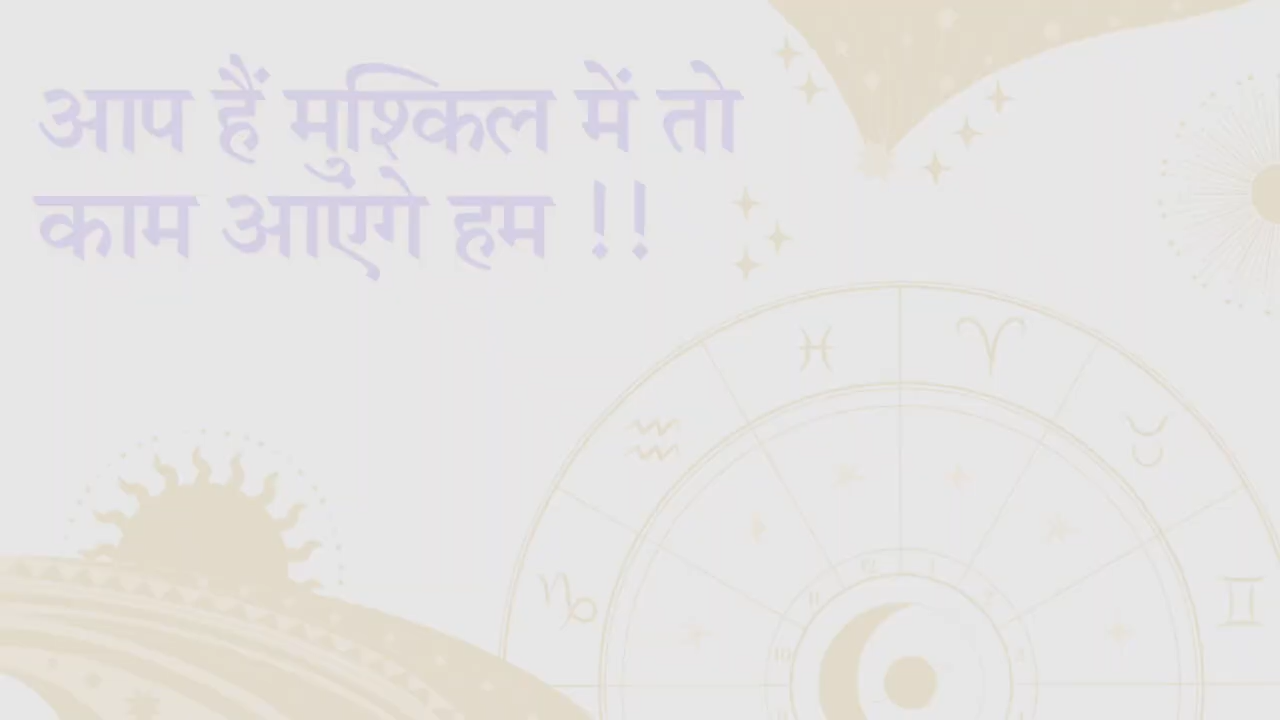 आप हैं मुश्किल में तो
काम आएंगे हम !!